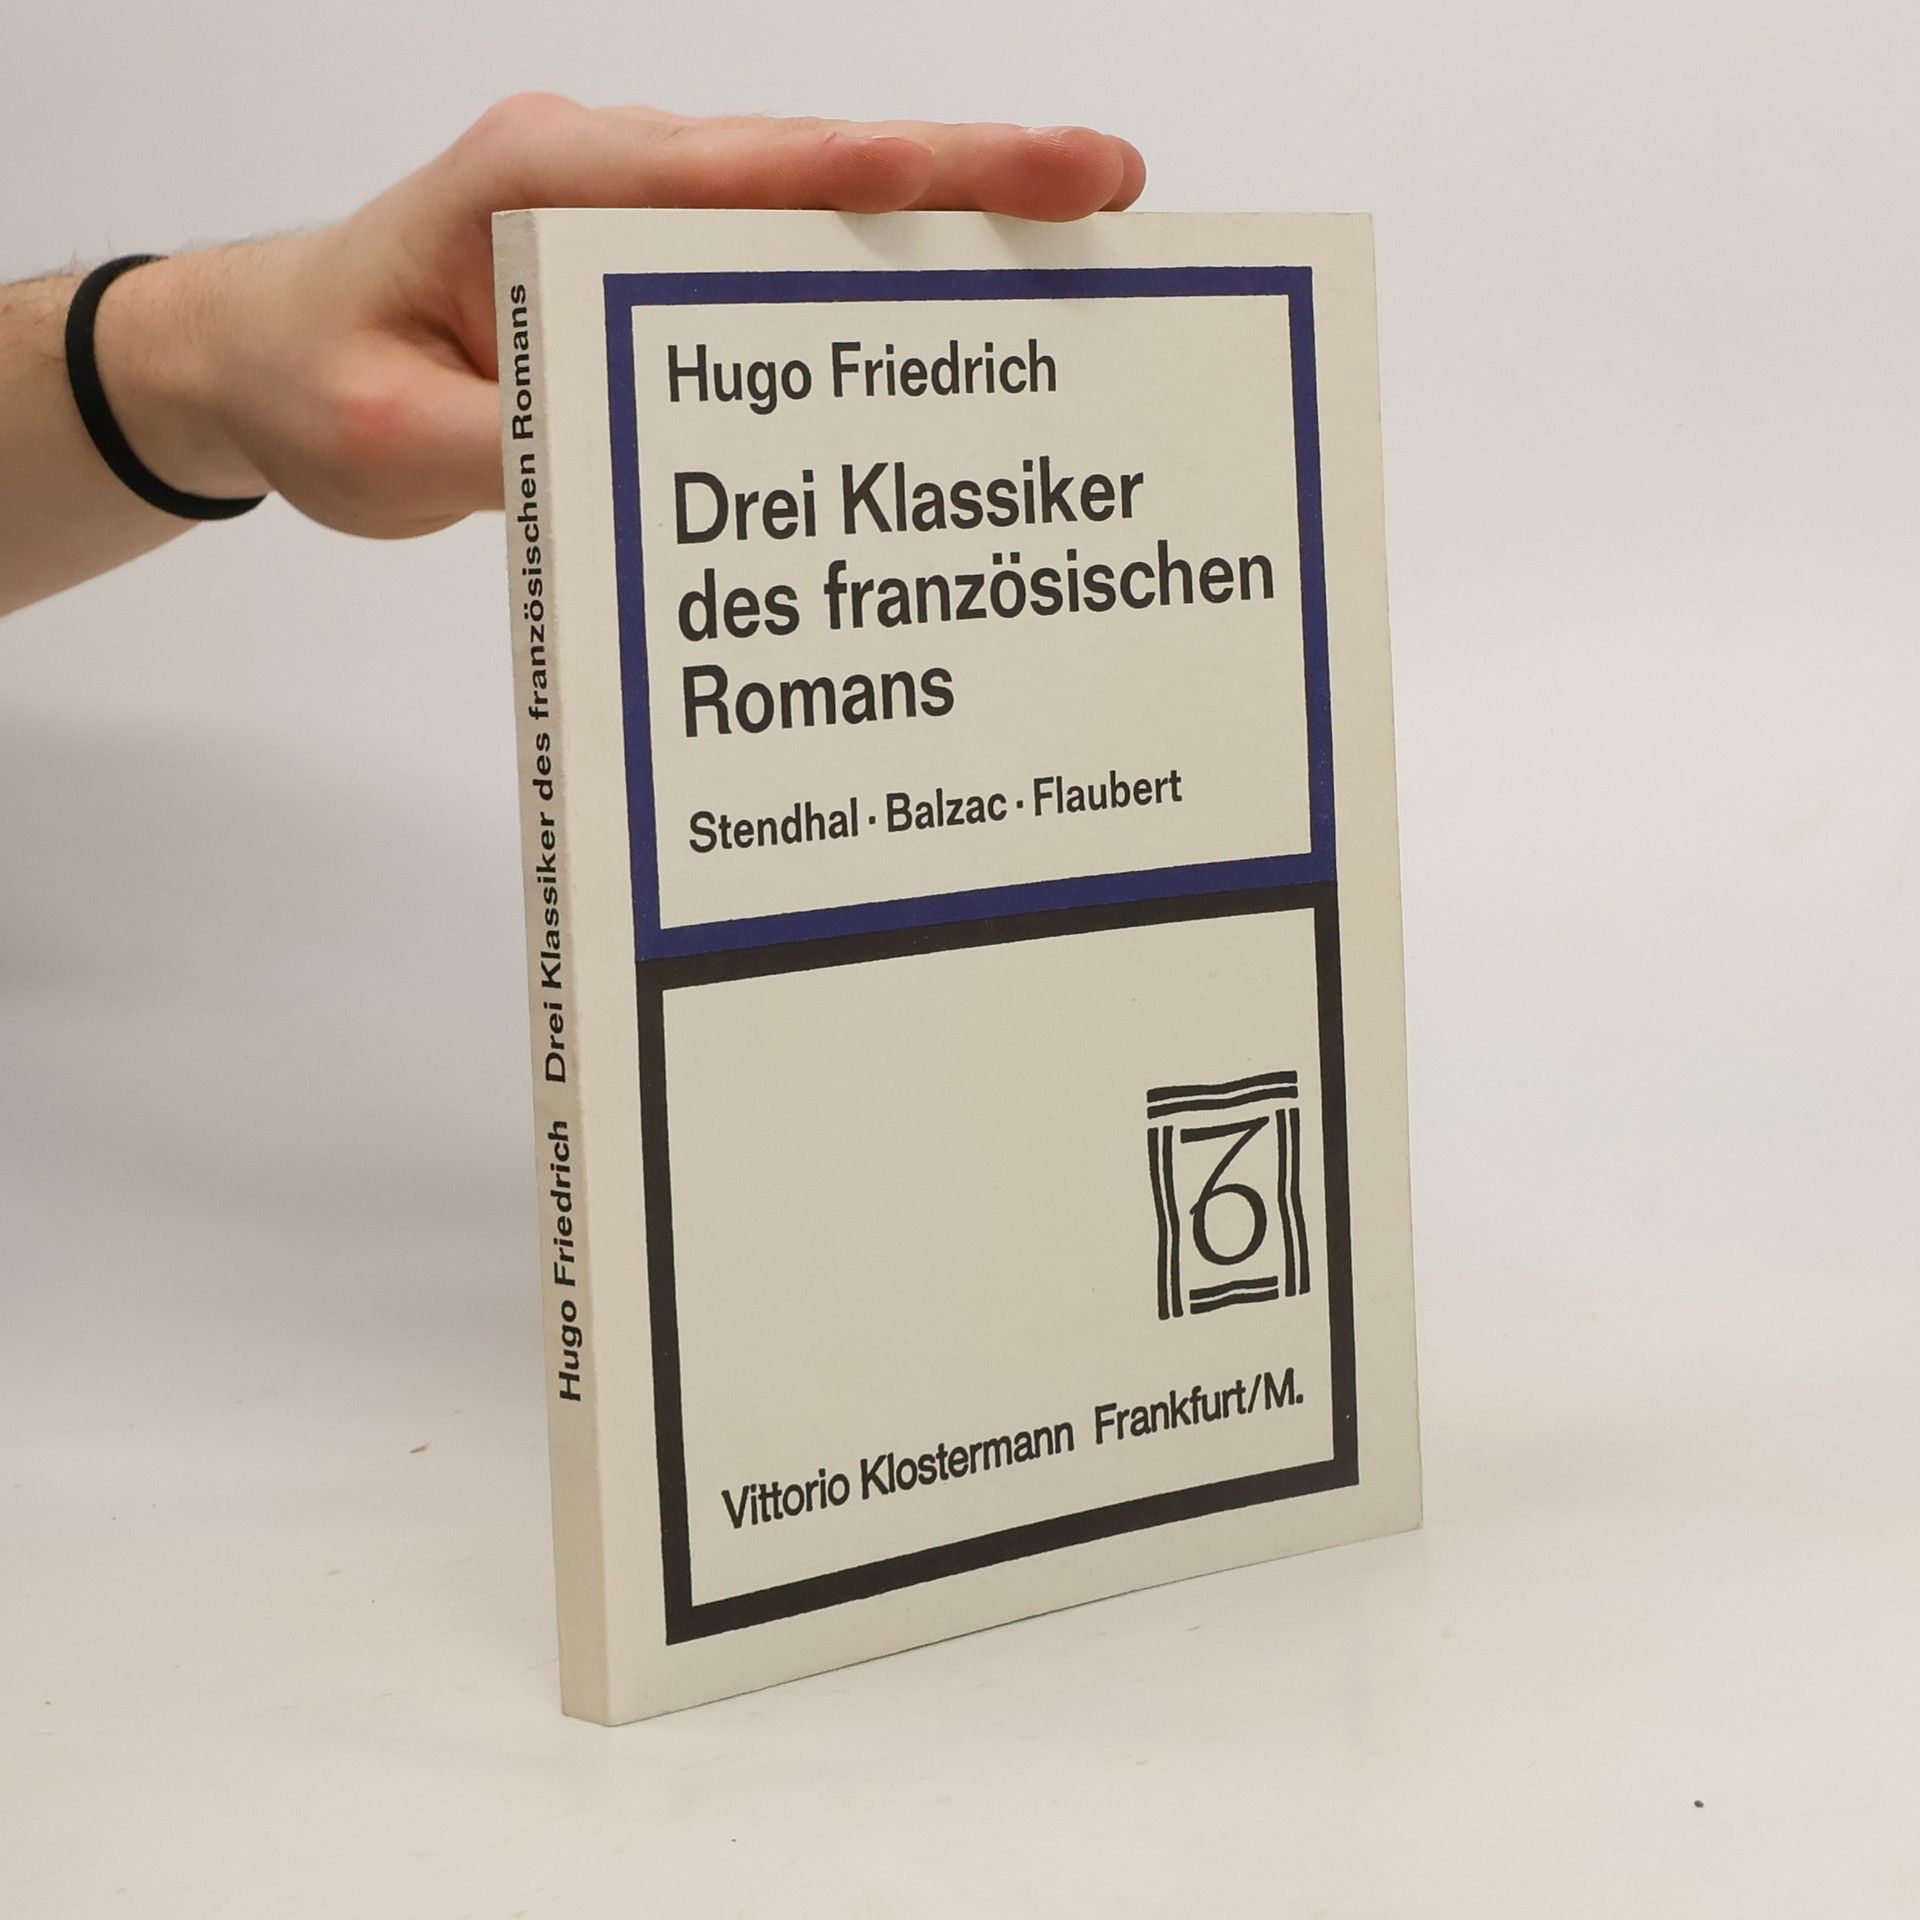 Hugo Friedrich Drei Klassiker des französischen Romans
Hugo Friedrich
Drei Klassiker
des französischen
Romans
Stendhal · Balzac · Flaubert
Vittorio Klostermann Frankfurt/M.